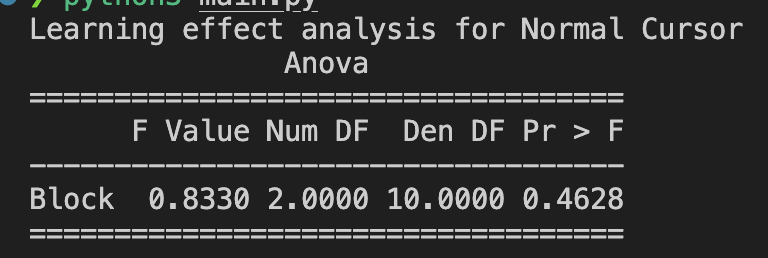 python3 main.py
Learning effect analysis for Normal Cursor
Anova
==================================
F Value Num DF Den DF Pr > F
----------------------------------
Block 0.8330 2.0000 10.0000 0.4628
==================================